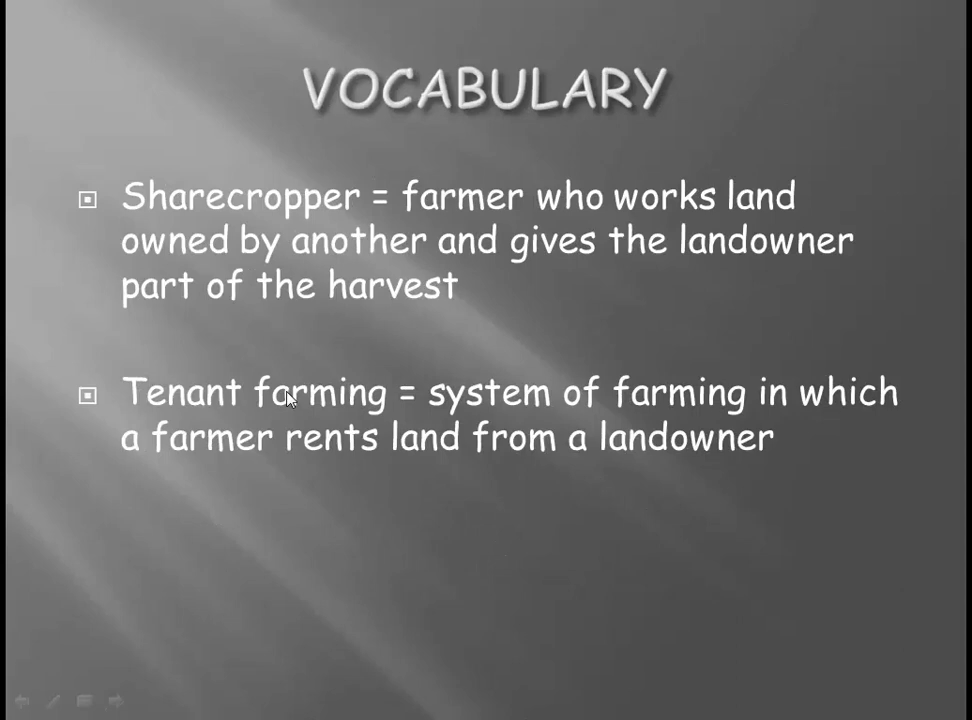 VOCABULARY
Sharecropper = farmer who works land
owned by another and gives the landowner
part of the harvest
Tenant farming = system of farming in which
a farmer rents land from a landowner